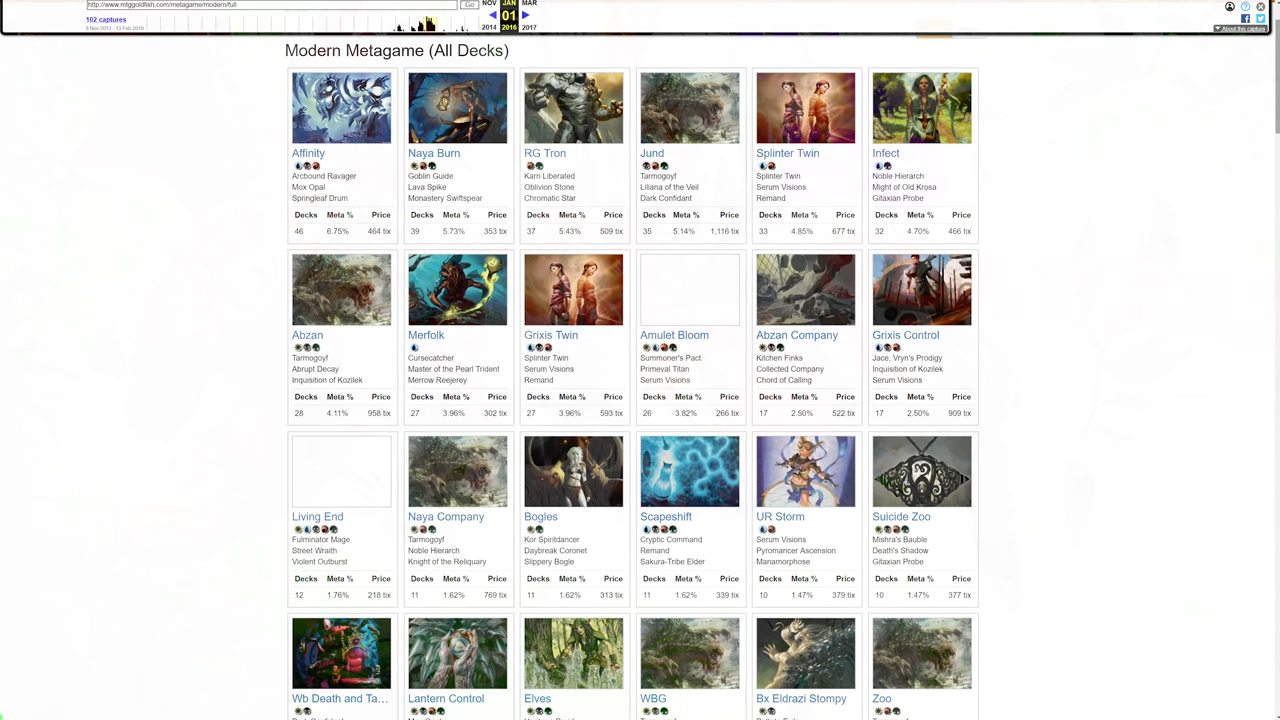 http://www.mtggoldfish.com/metagame/modern/full
Go
NOV JAN MAR
01
2014 2016 2017
102 captures
8 Nov 2013 - 13 Feb 2019
About this capture
Modern Metagame (All Decks)
Affinity
Arcbound Ravager
Mox Opal
Springleaf Drum
Decks Meta % Price
46 6.75% 464 tix
Naya Burn
Goblin Guide
Lava Spike
Monastery Swiftspear
Decks Meta % Price
39 5.73% 353 tix
RG Tron
Karn Liberated
Oblivion Stone
Chromatic Star
Decks Meta % Price
37 5.43% 509 tix
Jund
Tarmogoyf
Liliana of the Veil
Dark Confidant
Decks Meta % Price
35 5.14% 1,116 tix
Splinter Twin
Splinter Twin
Serum Visions
Remand
Decks Meta % Price
33 4.85% 677 tix
Infect
Noble Hierarch
Might of Old Krosa
Gitaxian Probe
Decks Meta % Price
32 4.70% 466 tix
Abzan
Tarmogoyf
Abrupt Decay
Inquisition of Kozilek
Decks Meta % Price
28 4.11% 958 tix
Merfolk
Cursecatcher
Master of the Pearl Trident
Merrow Reejerey
Decks Meta % Price
27 3.96% 302 tix
Grixis Twin
Splinter Twin
Serum Visions
Remand
Decks Meta % Price
27 3.96% 593 tix
Amulet Bloom
Summoner's Pact
Primeval Titan
Serum Visions
Decks Meta % Price
26 3.82% 266 tix
Abzan Company
Kitchen Finks
Collected Company
Chord of Calling
Decks Meta % Price
17 2.50% 522 tix
Grixis Control
Jace, Vryn's Prodigy
Inquisition of Kozilek
Serum Visions
Decks Meta % Price
17 2.50% 909 tix
Living End
Fulminator Mage
Street Wraith
Violent Outburst
Decks Meta % Price
12 1.76% 218 tix
Naya Company
Tarmogoyf
Noble Hierarch
Knight of the Reliquary
Decks Meta % Price
11 1.62% 769 tix
Bogles
Kor Spiritdancer
Daybreak Coronet
Slippery Bogle
Decks Meta % Price
11 1.62% 313 tix
Scapeshift
Cryptic Command
Remand
Sakura-Tribe Elder
Decks Meta % Price
11 1.62% 339 tix
UR Storm
Serum Visions
Pyromancer Ascension
Manamorphose
Decks Meta % Price
10 1.47% 379 tix
Suicide Zoo
Mishra's Bauble
Death's Shadow
Gitaxian Probe
Decks Meta % Price
10 1.47% 377 tix
Wb Death and Ta...
Lantern Control
Elves
WBG
Bx Eldrazi Stompy
Zoo